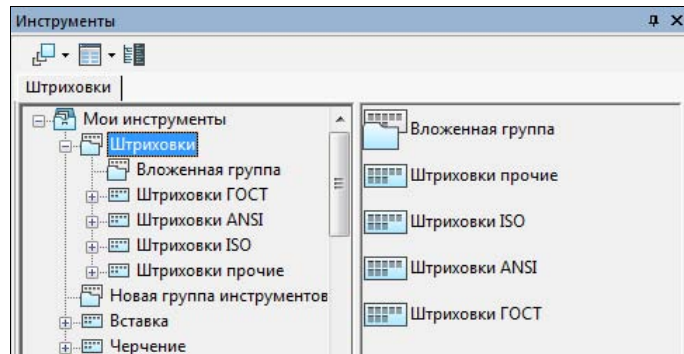 Инструменты
Штриховки
Мои инструменты
Штриховки
Вложенная группа
Штриховки ГОСТ
Штриховки ANSI
Штриховки ISO
Штриховки прочие
Новая группа инструментов
Вставка
Черчение
Вложенная группа
Штриховки прочие
Штриховки ISO
Штриховки ANSI
Штриховки ГОСТ